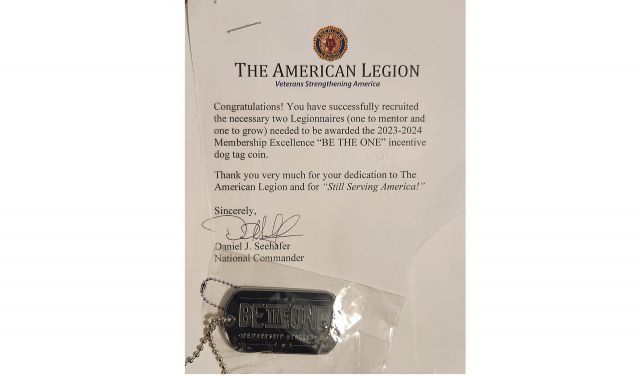 THE AMERICAN LEGION
Veterans Strengthening America
Congratulations! You have successfully recruited
the necessary two Legionnaires (one to mentor and
one to grow) needed to be awarded the 2023-2024
Membership Excellence “BE THE ONE” incentive
dog tag coin.
Thank you very much for your dedication to The
American Legion and for “Still Serving America!”
Sincerely,
Daniel J. Seehafer
National Commander
BE THE ONE